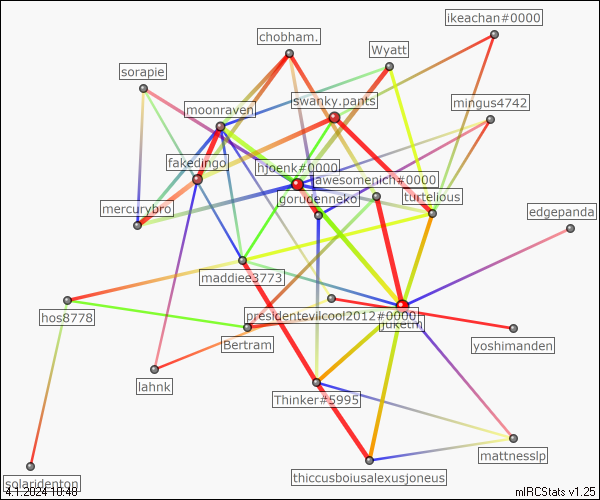 ikeachan#0000
chobham.
Wyatt
sorapie
swanky.pants
mingus4742
moonraven
fakedingo
hjoenk#0000
awesomenich#0000
gorudenneko
turtelious
mercurybro
edgepanda
maddiee3773
hos8778
presidentevilcool2012#0000
Bertram
yoshimanden
lahnk
Thinker#5995
mattnesslp
thiccusboiusalexusjoneus
solaridenton
4.1.2024 10:40
mIRCStats v1.25